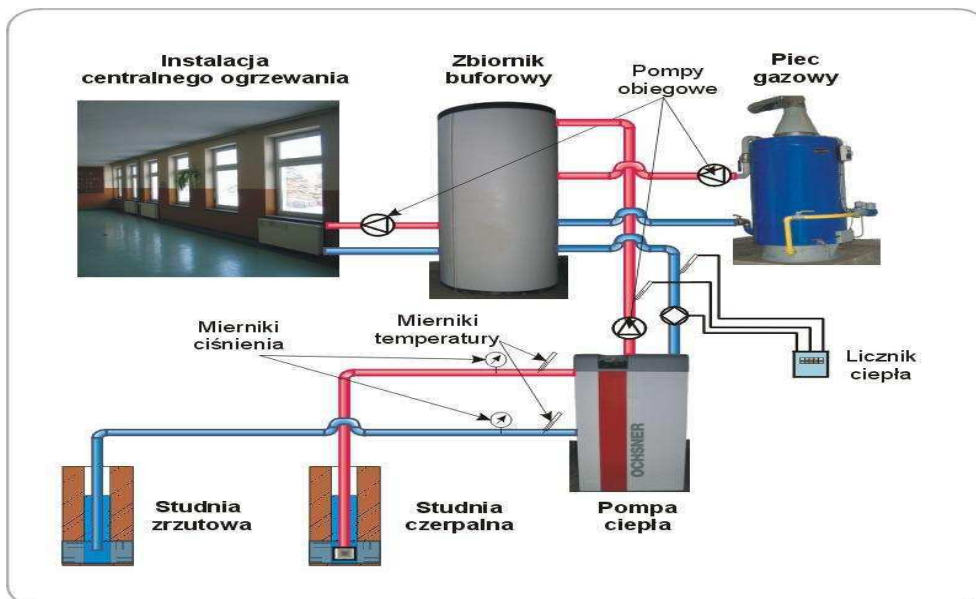 Instalacja
centralnego ogrzewania
Zbiornik
buforowy
Pompy
obiegowe
Piec
gazowy
Mierniki
ciśnienia
Mierniki
temperatury
Licznik
ciepła
OCHSNER
Studnia
zrzutowa
Studnia
czerpalna
Pompa
ciepła